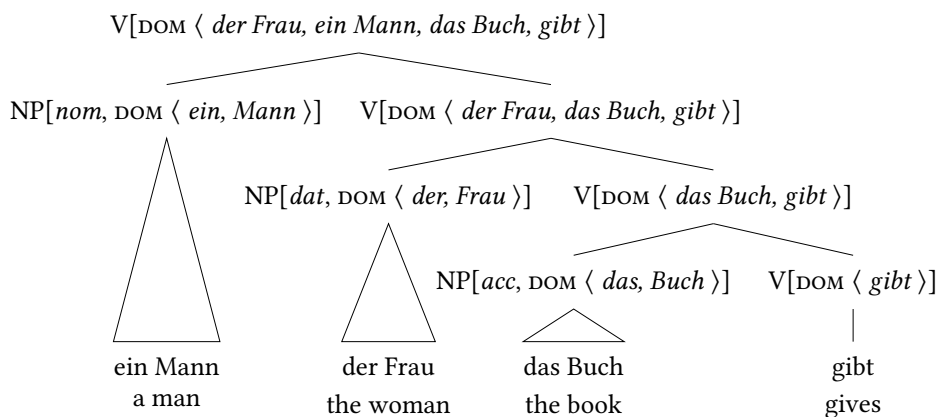 V[DOM ⟨ der Frau, ein Mann, das Buch, gibt ⟩]
NP[nom, DOM ⟨ ein, Mann ⟩] V[DOM ⟨ der Frau, das Buch, gibt ⟩]
NP[dat, DOM ⟨ der, Frau ⟩] V[DOM ⟨ das Buch, gibt ⟩]
NP[acc, DOM ⟨ das, Buch ⟩] V[DOM ⟨ gibt ⟩]
ein Mann der Frau das Buch gibt
a man the woman the book gives